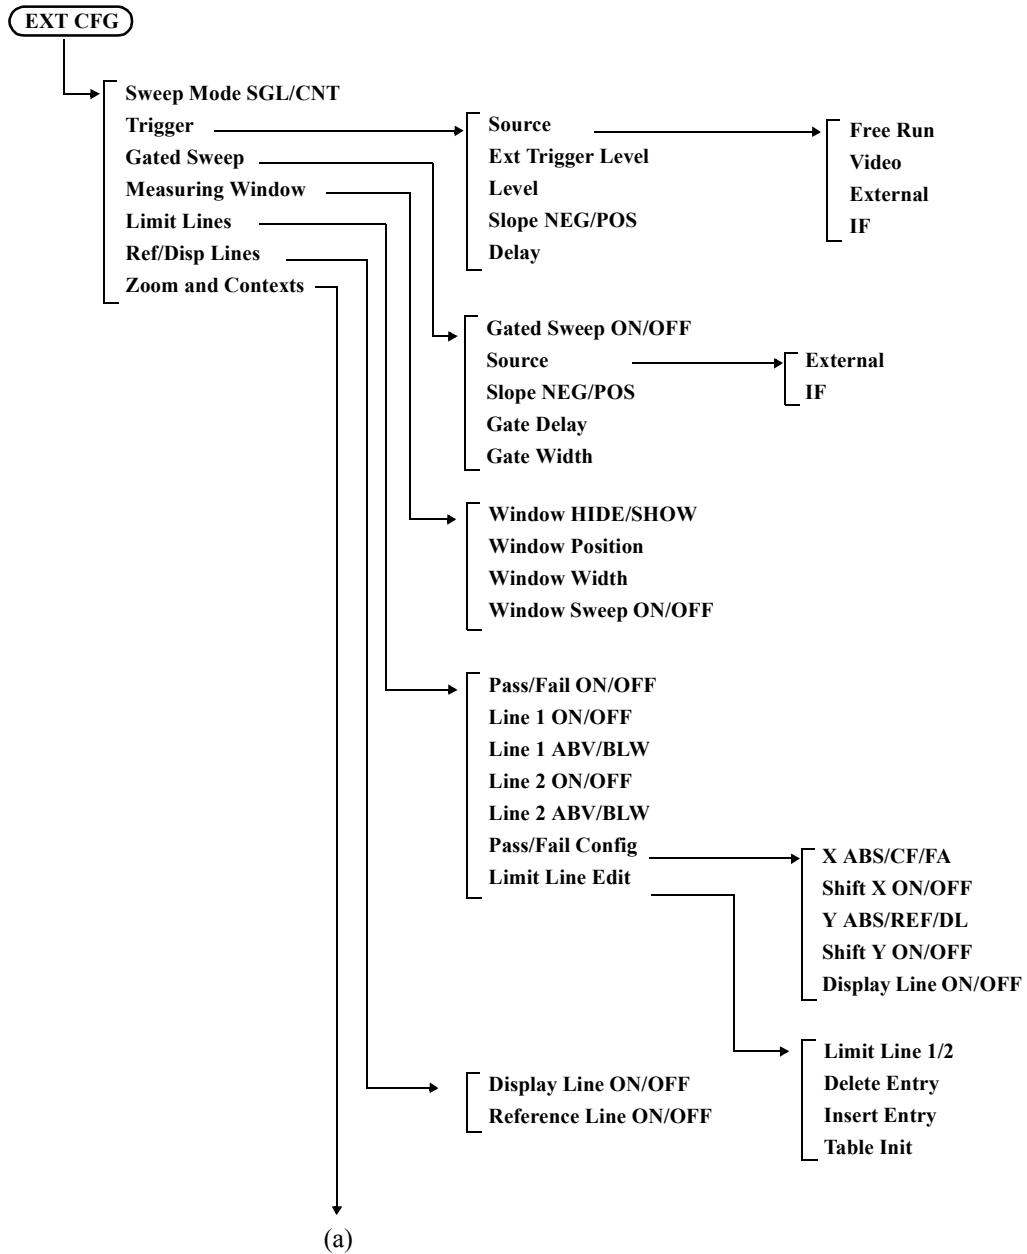 EXT CFG
Sweep Mode SGL/CNT
Trigger
Gated Sweep
Measuring Window
Limit Lines
Ref/Disp Lines
Zoom and Contexts
Source
Ext Trigger Level
Level
Slope NEG/POS
Delay
Free Run
Video
External
IF
Gated Sweep ON/OFF
Source
Slope NEG/POS
Gate Delay
Gate Width
External
IF
Window HIDE/SHOW
Window Position
Window Width
Window Sweep ON/OFF
Pass/Fail ON/OFF
Line 1 ON/OFF
Line 1 ABV/BLW
Line 2 ON/OFF
Line 2 ABV/BLW
Pass/Fail Config
Limit Line Edit
X ABS/CF/FA
Shift X ON/OFF
Y ABS/REF/DL
Shift Y ON/OFF
Display Line ON/OFF
Limit Line 1/2
Delete Entry
Insert Entry
Table Init
Display Line ON/OFF
Reference Line ON/OFF
(a)